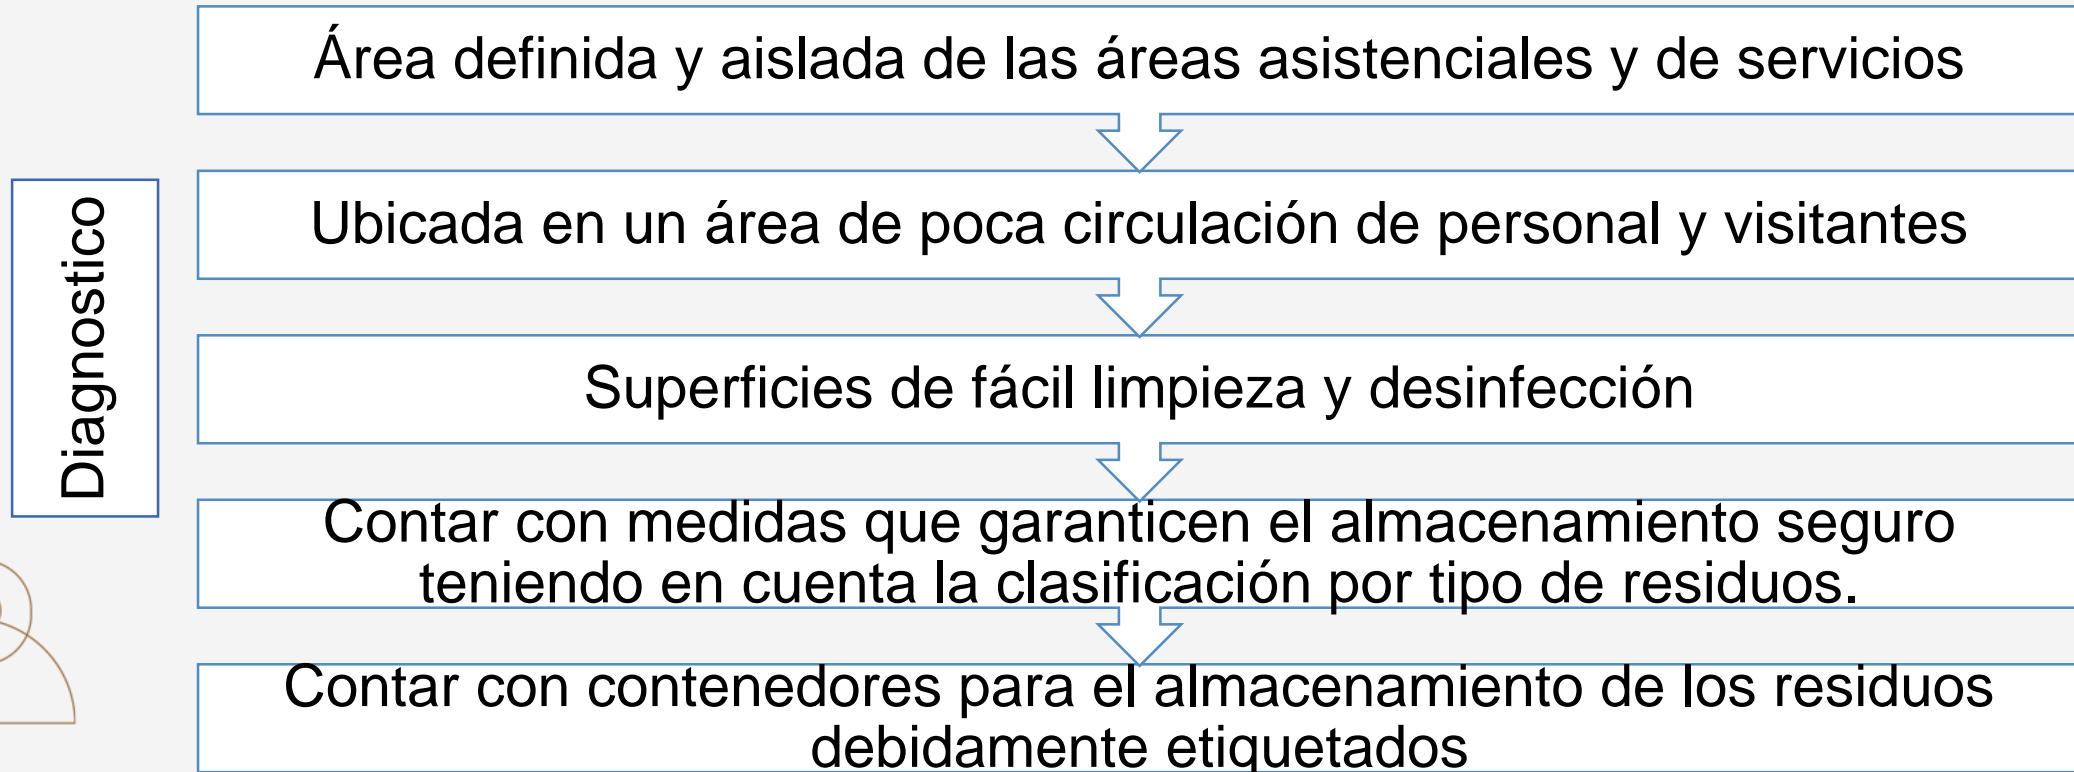 Diagnostico
Área definida y aislada de las áreas asistenciales y de servicios
Ubicada en un área de poca circulación de personal y visitantes
Superficies de fácil limpieza y desinfección
Contar con medidas que garanticen el almacenamiento seguro
teniendo en cuenta la clasificación por tipo de residuos.
Contar con contenedores para el almacenamiento de los residuos
debidamente etiquetados